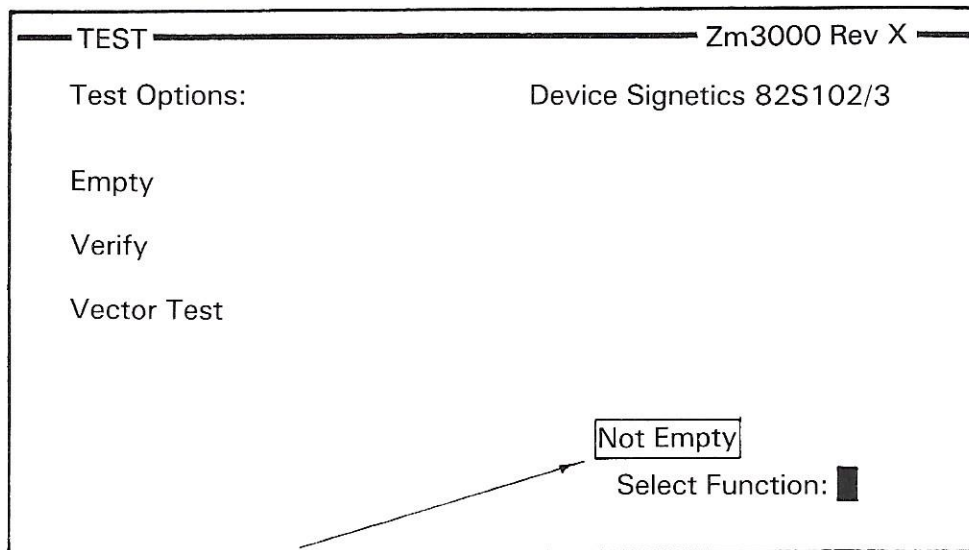 TEST Zm3000 Rev X
Test Options: Device Signetics 82S102/3
Empty
Verify
Vector Test
Not Empty
Select Function: